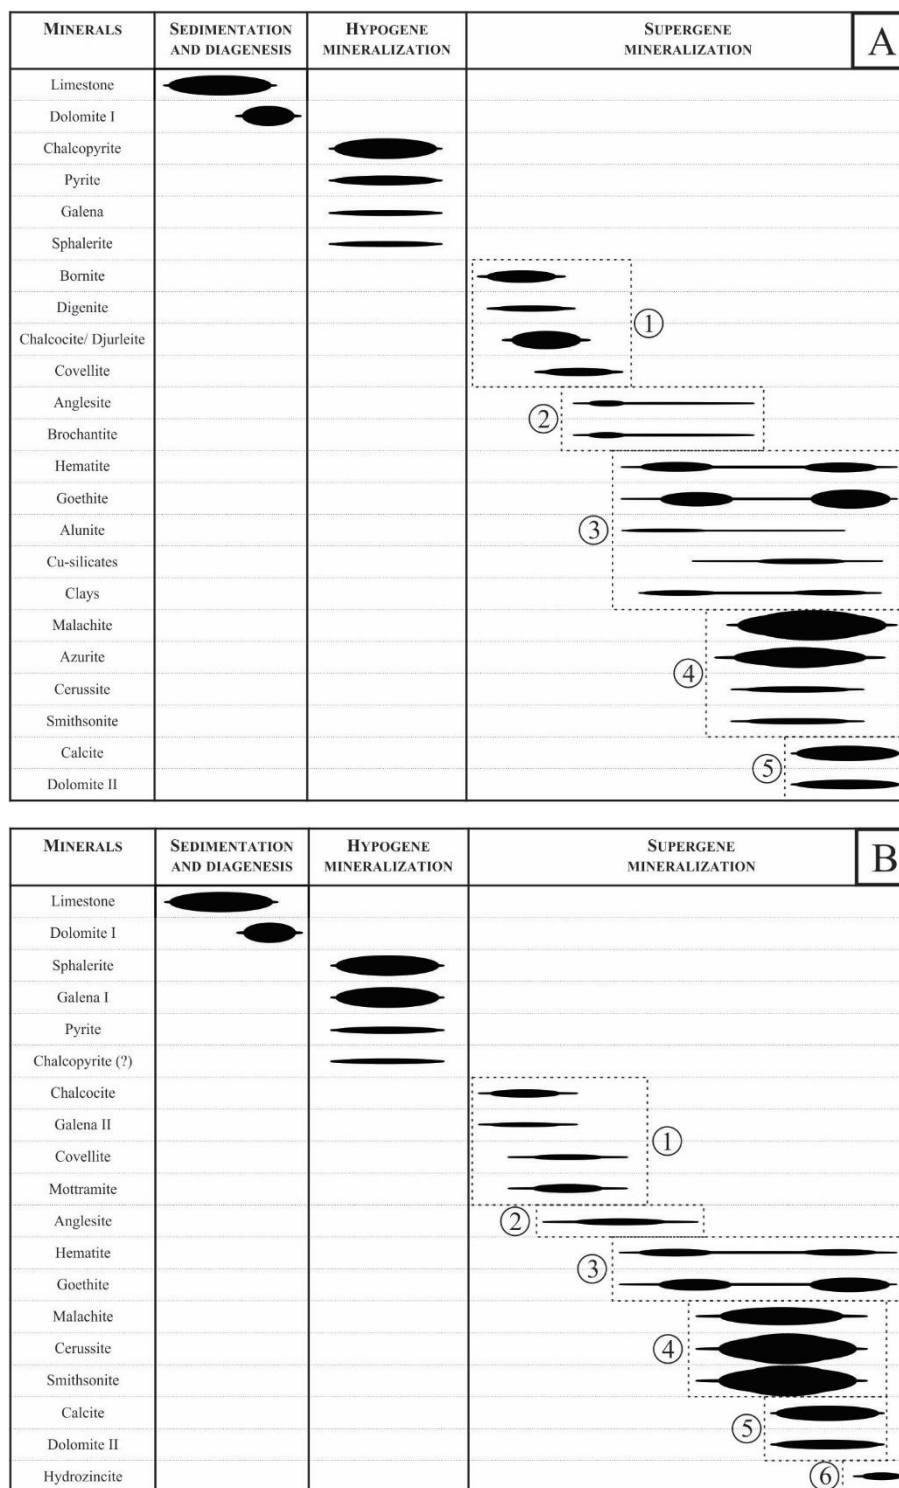 MINERALS
SEDIMENTATION
AND DIAGENESIS
HYPOGENE
MINERALIZATION
SUPERGENE
MINERALIZATION
A
Limestone
Dolomite I
Chalcopyrite
Pyrite
Galena
Sphalerite
Bornite
Digenite
Chalcocite/ Djurleite
1
Covellite
Anglesite
2
Brochantite
Hematite
Goethite
Alunite
3
Cu-silicates
Clays
Malachite
Azurite
4
Cerussite
Smithsonite
Calcite
5
Dolomite II
MINERALS
SEDIMENTATION
AND DIAGENESIS
HYPOGENE
MINERALIZATION
SUPERGENE
MINERALIZATION
B
Limestone
Dolomite I
Sphalerite
Galena I
Pyrite
Chalcopyrite (?)
Chalcocite
Galena II
1
Covellite
Mottramite
Anglesite
2
Hematite
3
Goethite
Malachite
Cerussite
4
Smithsonite
Calcite
5
Dolomite II
Hydrozincite
6